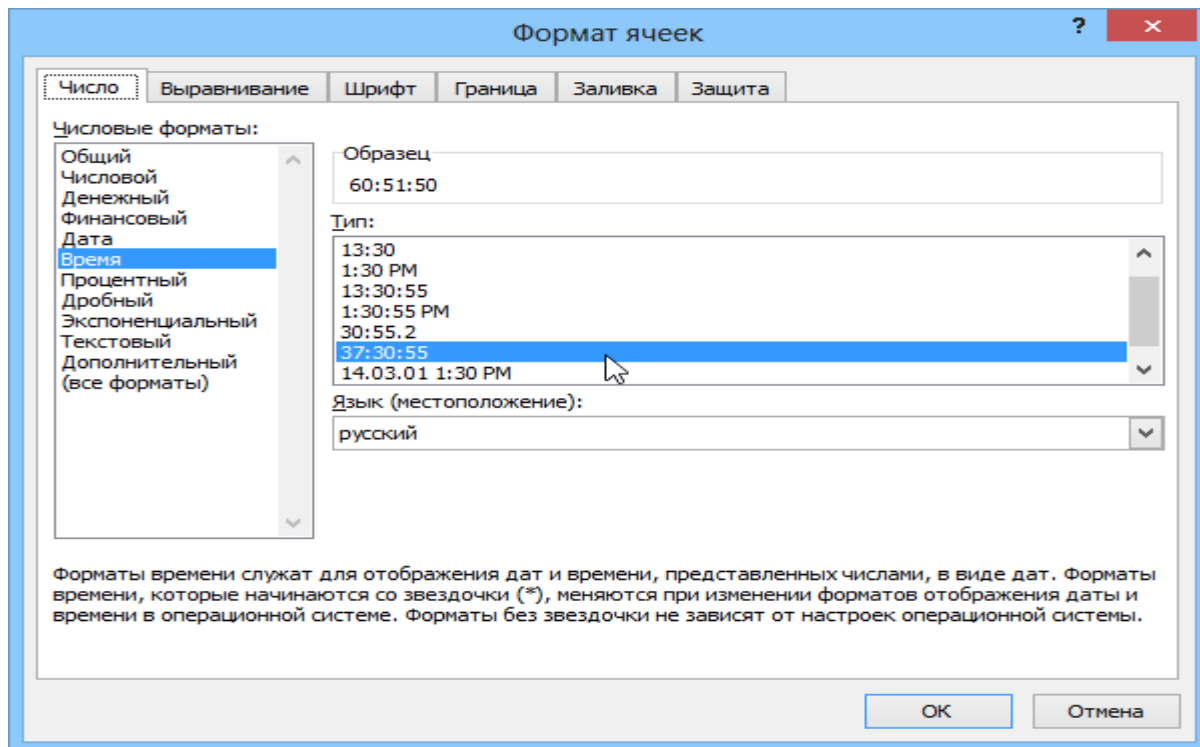 Формат ячеек
?
Число
Выравнивание
Шрифт
Граница
Заливка
Защита
Числовые форматы:
Общий
Числовой
Денежный
Финансовый
Дата
Время
Процентный
Дробный
Экспоненциальный
Текстовый
Дополнительный
(все форматы)
Образец
60:51:50
Тип:
13:30
1:30 PM
13:30:55
1:30:55 PM
30:55.2
37:30:55
14.03.01 1:30 PM
Язык (местоположение):
русский
Форматы времени служат для отображения дат и времени, представленных числами, в виде дат. Форматы
времени, которые начинаются со звездочки (*), меняются при изменении форматов отображения даты и
времени в операционной системе. Форматы без звездочки не зависят от настроек операционной системы.
ОК
Отмена